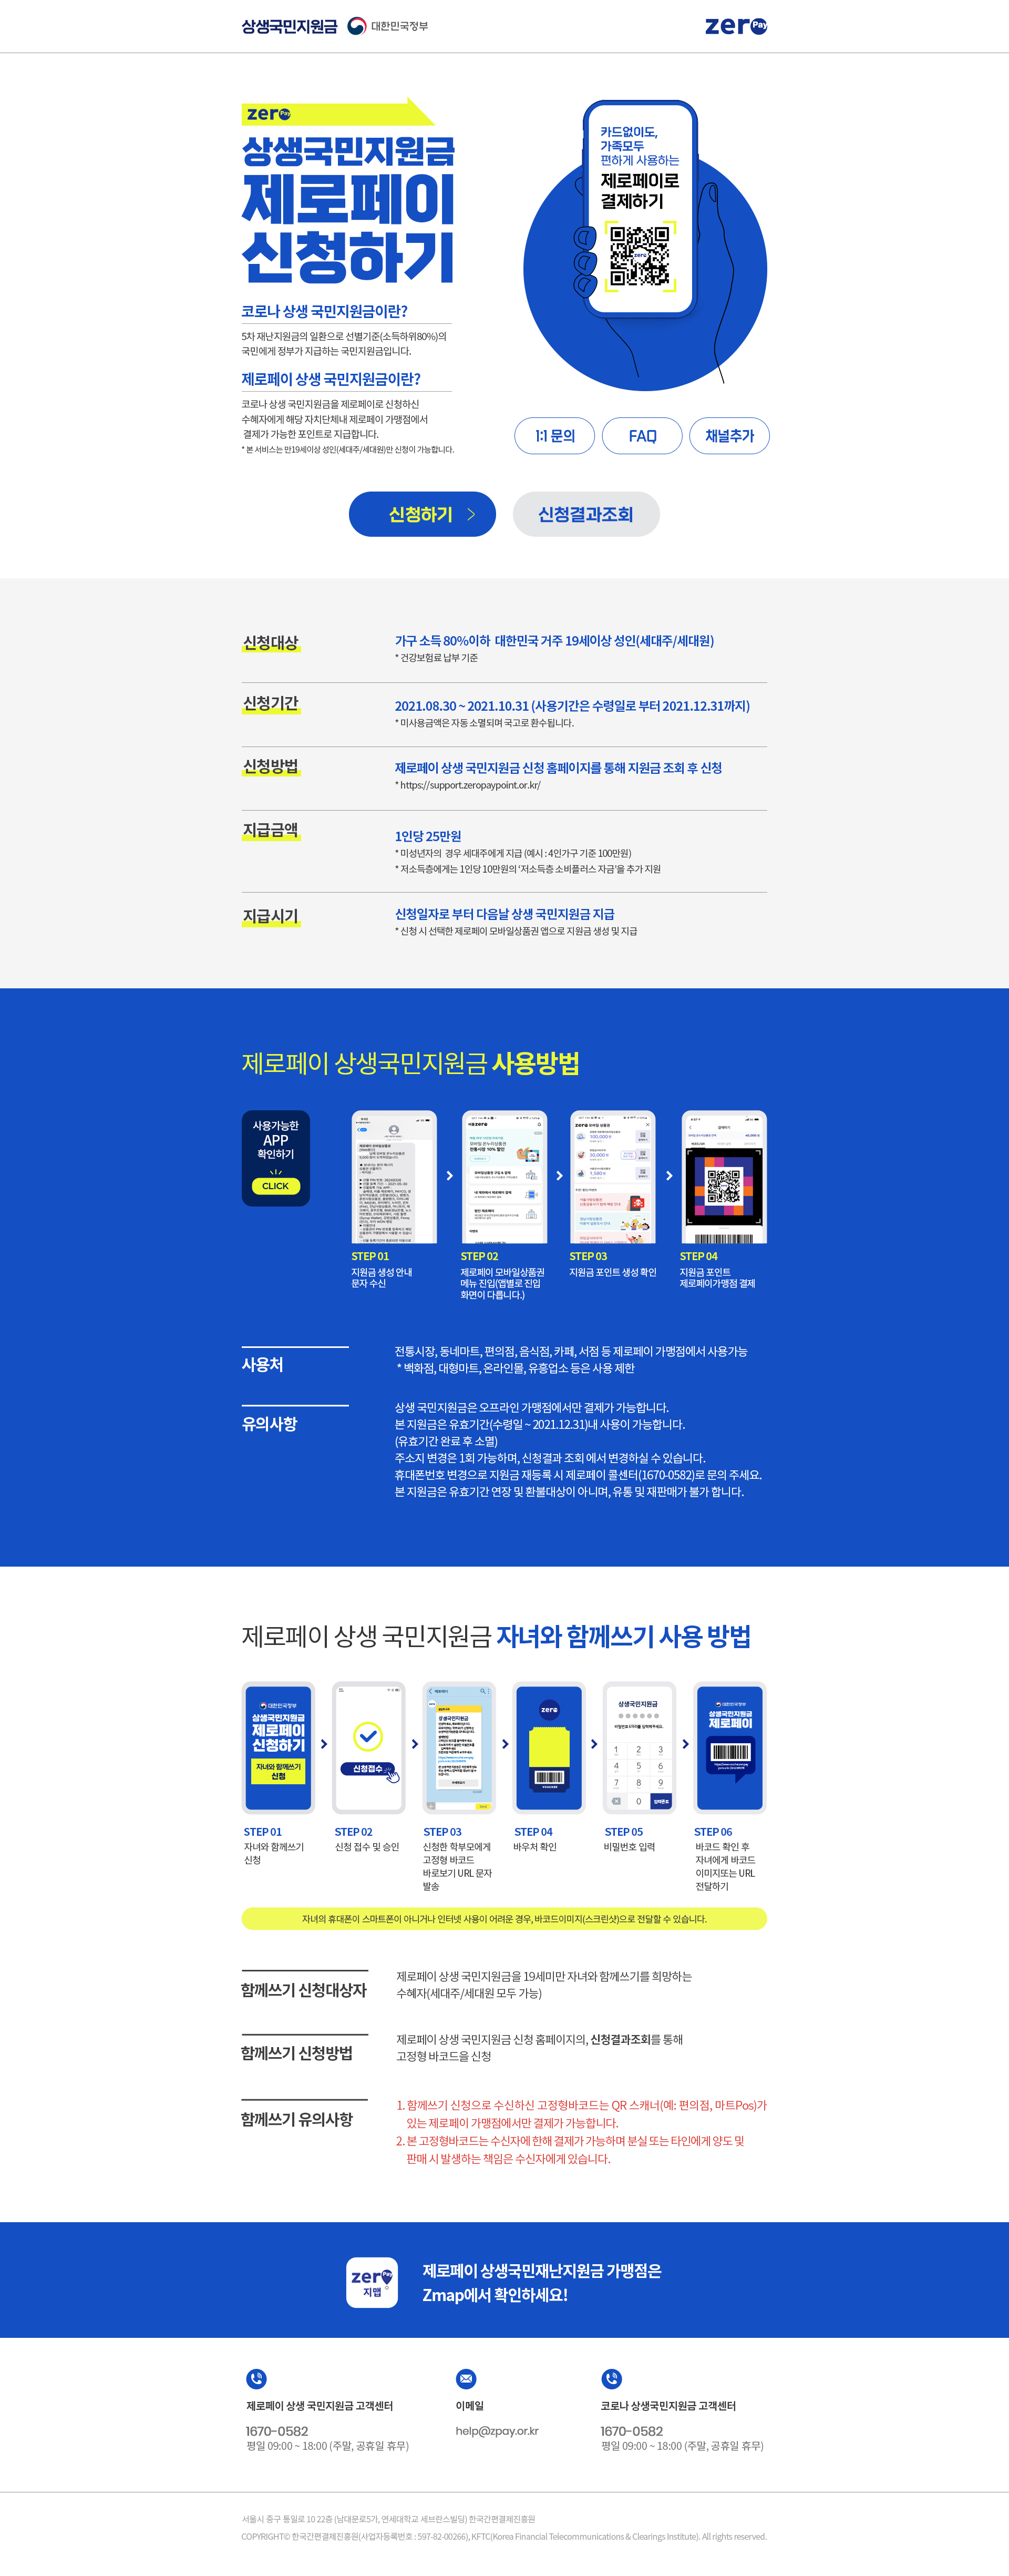 상생국민지원금 대한민국정부
zero Pay
zero Pay
상생국민지원금
제로페이
신청하기
카드없이도,
가족모두
편하게 사용하는
제로페이로
결제하기
zero
코로나 상생 국민지원금이란?
5차 재난지원금의 일환으로 선별기준(소득하위80%)의
국민에게 정부가 지급하는 국민지원금입니다.
제로페이 상생 국민지원금이란?
코로나 상생 국민지원금을 제로페이로 신청하신
수혜자에게 해당 자치단체내 제로페이 가맹점에서
결제가 가능한 포인트로 지급합니다.
* 본 서비스는 만19세이상 성인(세대주/세대원)만 신청이 가능합니다.
1:1 문의 FAQ 채널추가
신청하기 > 신청결과조회
신청대상
가구 소득 80%이하 대한민국 거주 19세이상 성인(세대주/세대원)
* 건강보험료 납부 기준
신청기간
2021.08.30 ~ 2021.10.31 (사용기간은 수령일로 부터 2021.12.31까지)
* 미사용금액은 자동 소멸되며 국고로 환수됩니다.
신청방법
제로페이 상생 국민지원금 신청 홈페이지를 통해 지원금 조회 후 신청
* https://support.zeropaypoint.or.kr/
지급금액
1인당 25만원
* 미성년자의 경우 세대주에게 지급 (예시 : 4인가구 기준 100만원)
* 저소득층에게는 1인당 10만원의 '저소득층 소비플러스 자금'을 추가 지원
지급시기
신청일자로 부터 다음날 상생 국민지원금 지급
* 신청 시 선택한 제로페이 모바일상품권 앱으로 지원금 생성 및 지급
제로페이 상생국민지원금 사용방법
사용가능한
APP
확인하기
CLICK
STEP 01
지원금 생성 안내
문자 수신
STEP 02
제로페이 모바일상품권
메뉴 진입(앱별로 진입
화면이 다릅니다.)
STEP 03
지원금 포인트 생성 확인
STEP 04
지원금 포인트
제로페이가맹점 결제
사용처
전통시장, 동네마트, 편의점, 음식점, 카페, 서점 등 제로페이 가맹점에서 사용가능
* 백화점, 대형마트, 온라인몰, 유흥업소 등은 사용 제한
유의사항
상생 국민지원금은 오프라인 가맹점에서만 결제가 가능합니다.
본 지원금은 유효기간(수령일 ~ 2021.12.31)내 사용이 가능합니다.
(유효기간 완료 후 소멸)
주소지 변경은 1회 가능하며, 신청결과 조회 에서 변경하실 수 있습니다.
휴대폰번호 변경으로 지원금 재등록 시 제로페이 콜센터(1670-0582)로 문의 주세요.
본 지원금은 유효기간 연장 및 환불대상이 아니며, 유통 및 재판매가 불가 합니다.
제로페이 상생 국민지원금 자녀와 함께쓰기 사용 방법
대한민국정부
상생국민지원금
제로페이
신청하기
자녀와 함께쓰기
신청
신청접수
zero
상생국민지원금
비밀번호 6자리를 입력해주세요.
1 2 3
4 5 6
7 8 9
0 입력완료
대한민국정부
상생국민지원금
제로페이
STEP 01
자녀와 함께쓰기
신청
STEP 02
신청 접수 및 승인
STEP 03
신청한 학부모에게
고정형 바코드
바로보기 URL 문자
발송
STEP 04
바우처 확인
STEP 05
비밀번호 입력
STEP 06
바코드 확인 후
자녀에게 바코드
이미지또는 URL
전달하기
자녀의 휴대폰이 스마트폰이 아니거나 인터넷 사용이 어려운 경우, 바코드이미지(스크린샷)으로 전달할 수 있습니다.
함께쓰기 신청대상자
제로페이 상생 국민지원금을 19세미만 자녀와 함께쓰기를 희망하는
수혜자(세대주/세대원 모두 가능)
함께쓰기 신청방법
제로페이 상생 국민지원금 신청 홈페이지의, 신청결과조회를 통해
고정형 바코드를 신청
함께쓰기 유의사항
1. 함께쓰기 신청으로 수신하신 고정형바코드는 QR 스캐너(예: 편의점, 마트Pos)가
있는 제로페이 가맹점에서만 결제가 가능합니다.
2. 본 고정형바코드는 수신자에 한해 결제가 가능하며 분실 또는 타인에게 양도 및
판매 시 발생하는 책임은 수신자에게 있습니다.
zero Pay
지맵
제로페이 상생국민재난지원금 가맹점은
Zmap에서 확인하세요!
제로페이 상생 국민지원금 고객센터
1670-0582
평일 09:00 ~ 18:00 (주말, 공휴일 휴무)
이메일
help@zpay.or.kr
코로나 상생국민지원금 고객센터
1670-0582
평일 09:00 ~ 18:00 (주말, 공휴일 휴무)
서울시 중구 통일로 10 22층 (남대문로5가, 연세대학교 세브란스빌딩) 한국간편결제진흥원
COPYRIGHT© 한국간편결제진흥원(사업자등록번호 : 597-82-00266), KFTC(Korea Financial Telecommunications & Clearings Institute). All rights reserved.